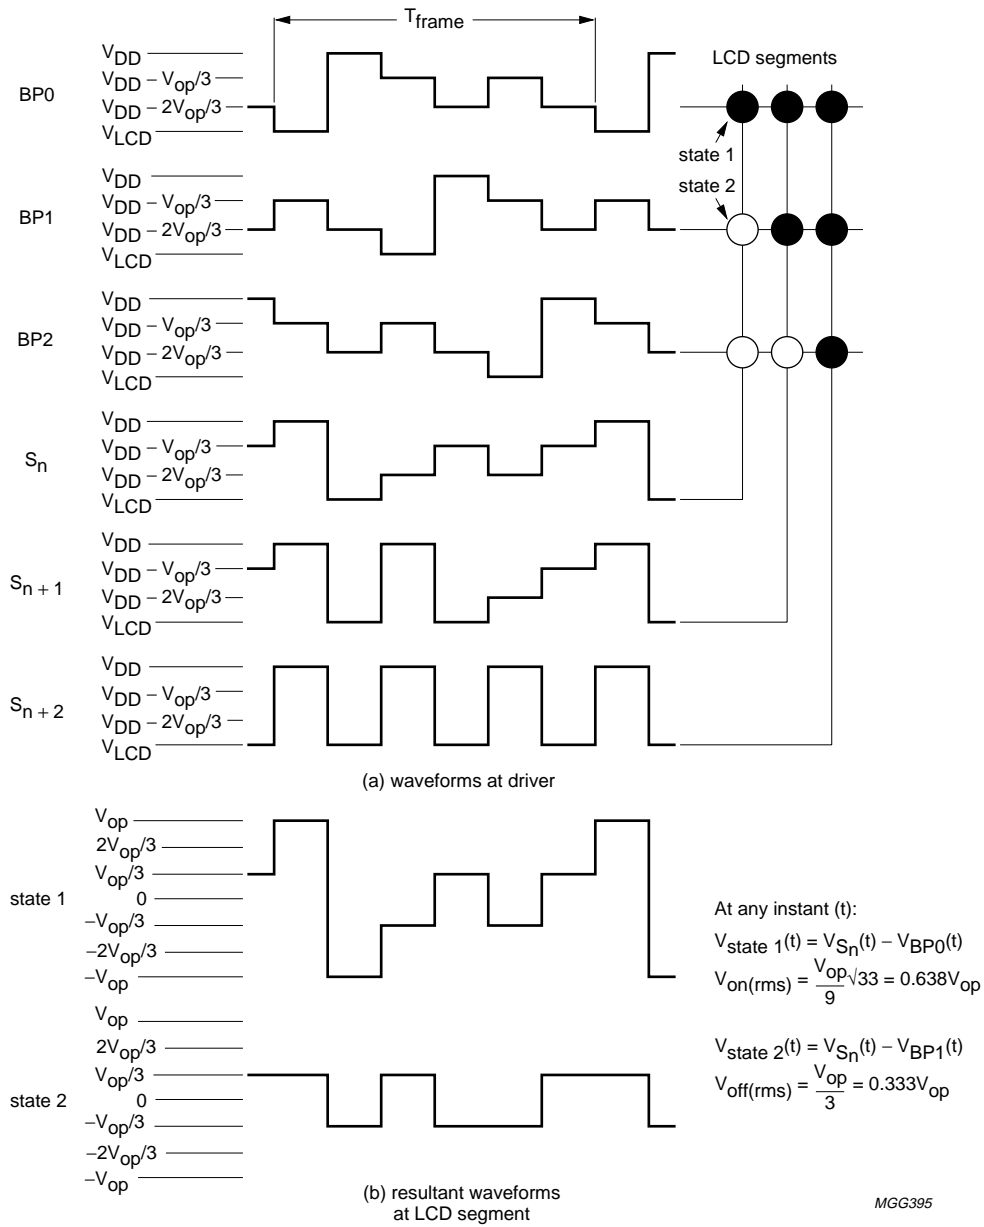 Tframe
BP0
VDD
VDD − Vop/3
VDD − 2Vop/3
VLCD
LCD segments
state 1
state 2
BP1
VDD
VDD − Vop/3
VDD − 2Vop/3
VLCD
BP2
VDD
VDD − Vop/3
VDD − 2Vop/3
VLCD
Sn
VDD
VDD − Vop/3
VDD − 2Vop/3
VLCD
Sn + 1
VDD
VDD − Vop/3
VDD − 2Vop/3
VLCD
Sn + 2
VDD
VDD − Vop/3
VDD − 2Vop/3
VLCD
(a) waveforms at driver
state 1
Vop
2Vop/3
Vop/3
0
−Vop/3
−2Vop/3
−Vop
state 2
Vop
2Vop/3
Vop/3
0
−Vop/3
−2Vop/3
−Vop
At any instant (t):
Vstate 1(t) = VSn(t) − VBP0(t)
Von(rms) = Vop/9 √33 = 0.638Vop
Vstate 2(t) = VSn(t) − VBP1(t)
Voff(rms) = Vop/3 = 0.333Vop
(b) resultant waveforms
at LCD segment
MGG395